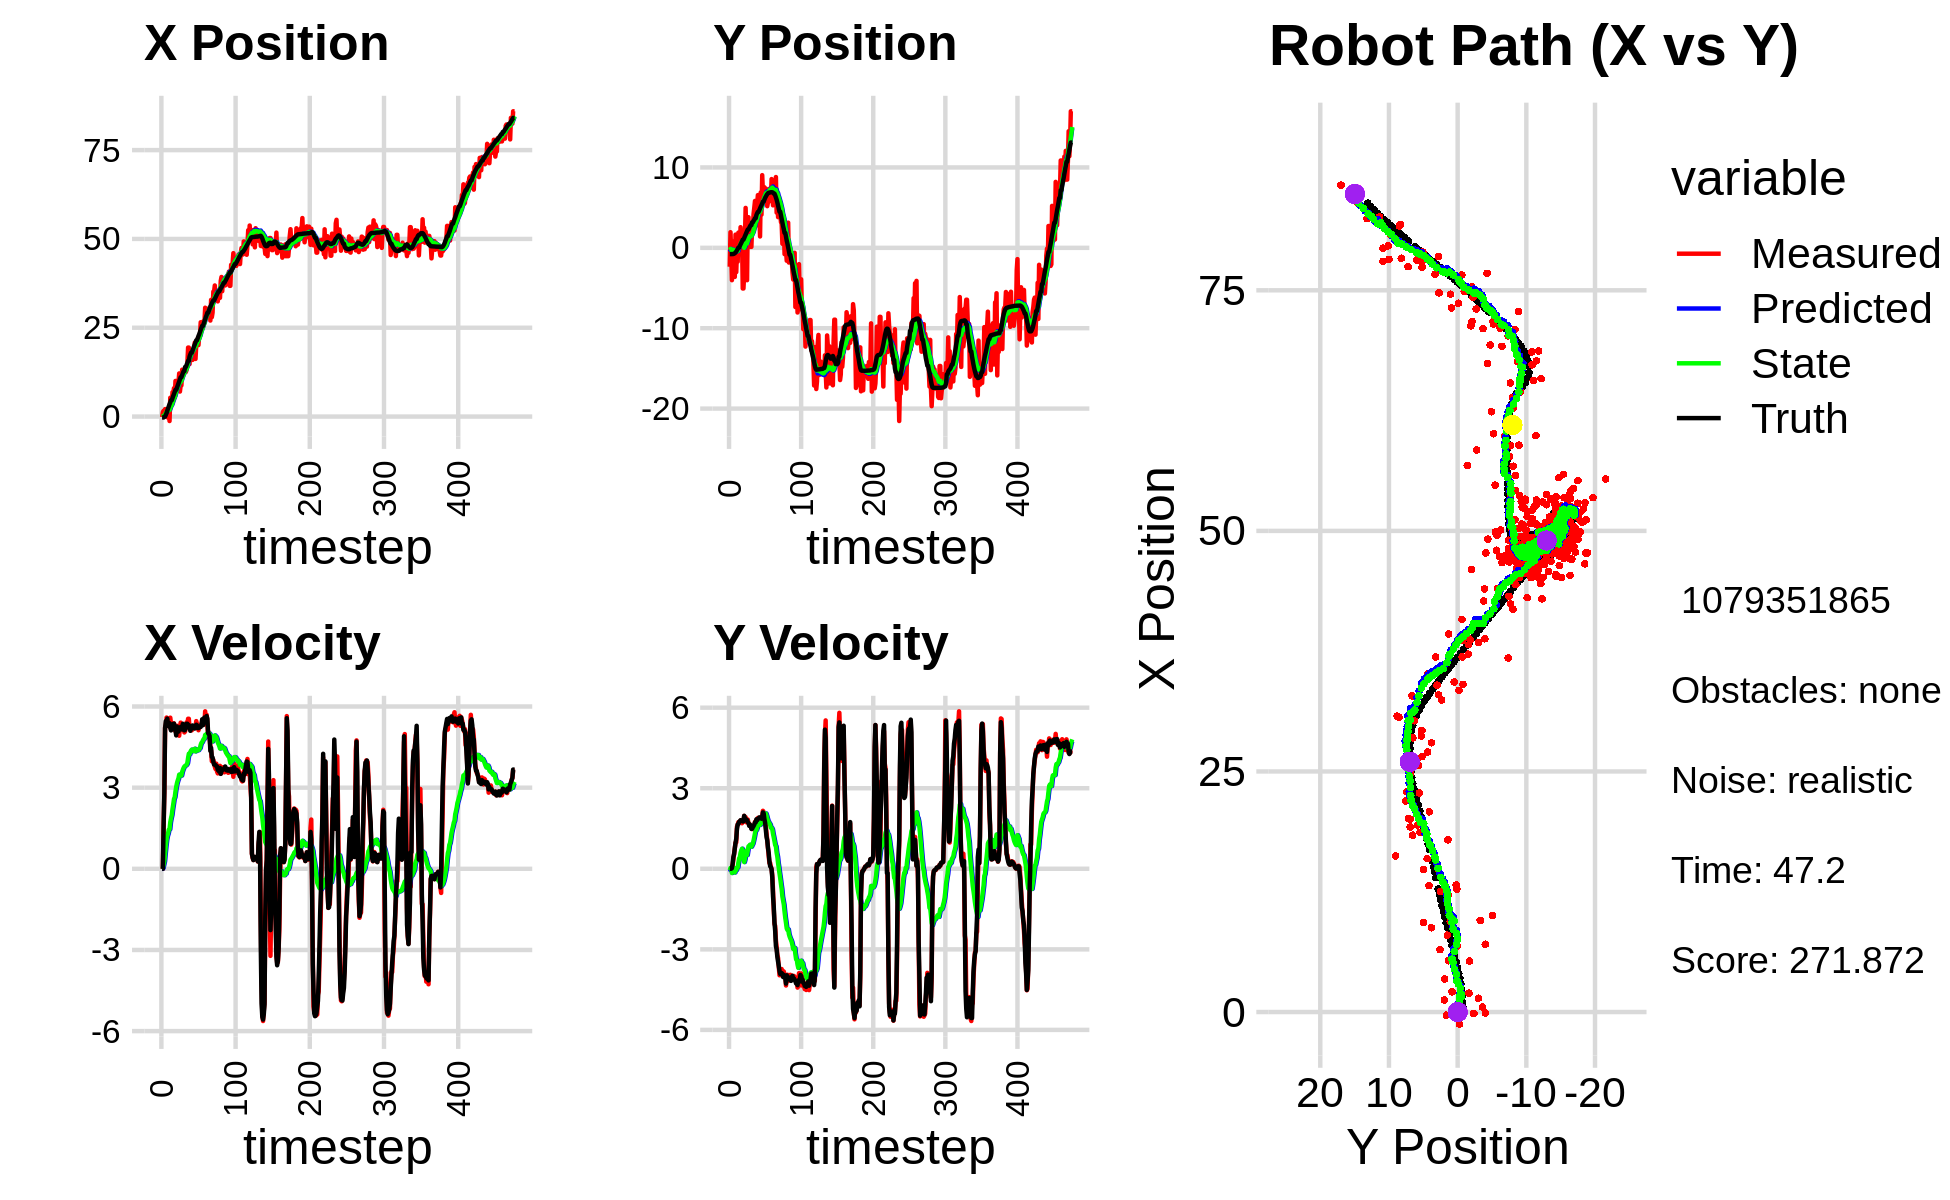 X Position
75
50
25
0
0
100
200
300
400
timestep
Y Position
10
0
-10
-20
0
100
200
300
400
timestep
X Velocity
6
3
0
-3
-6
0
100
200
300
400
timestep
Y Velocity
6
3
0
-3
-6
0
100
200
300
400
timestep
Robot Path (X vs Y)
X Position
75
50
25
0
20 10 0 -10 -20
Y Position
variable
Measured
Predicted
State
Truth
1079351865
Obstacles: none
Noise: realistic
Time: 47.2
Score: 271.872